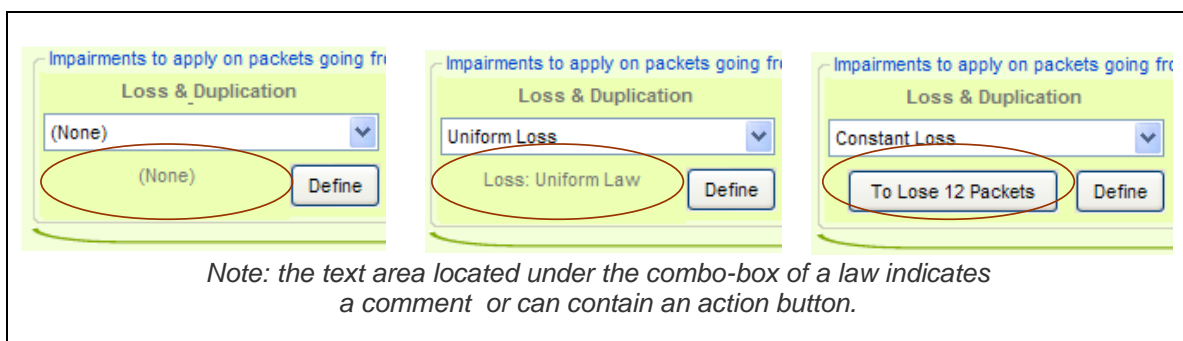 Impairments to apply on packets going fr
Loss & Duplication
(None)
(None)
Define
Impairments to apply on packets going fr
Loss & Duplication
Uniform Loss
Loss: Uniform Law
Define
Impairments to apply on packets going fr
Loss & Duplication
Constant Loss
To Lose 12 Packets
Define
Note: the text area located under the combo-box of a law indicates
a comment or can contain an action button.